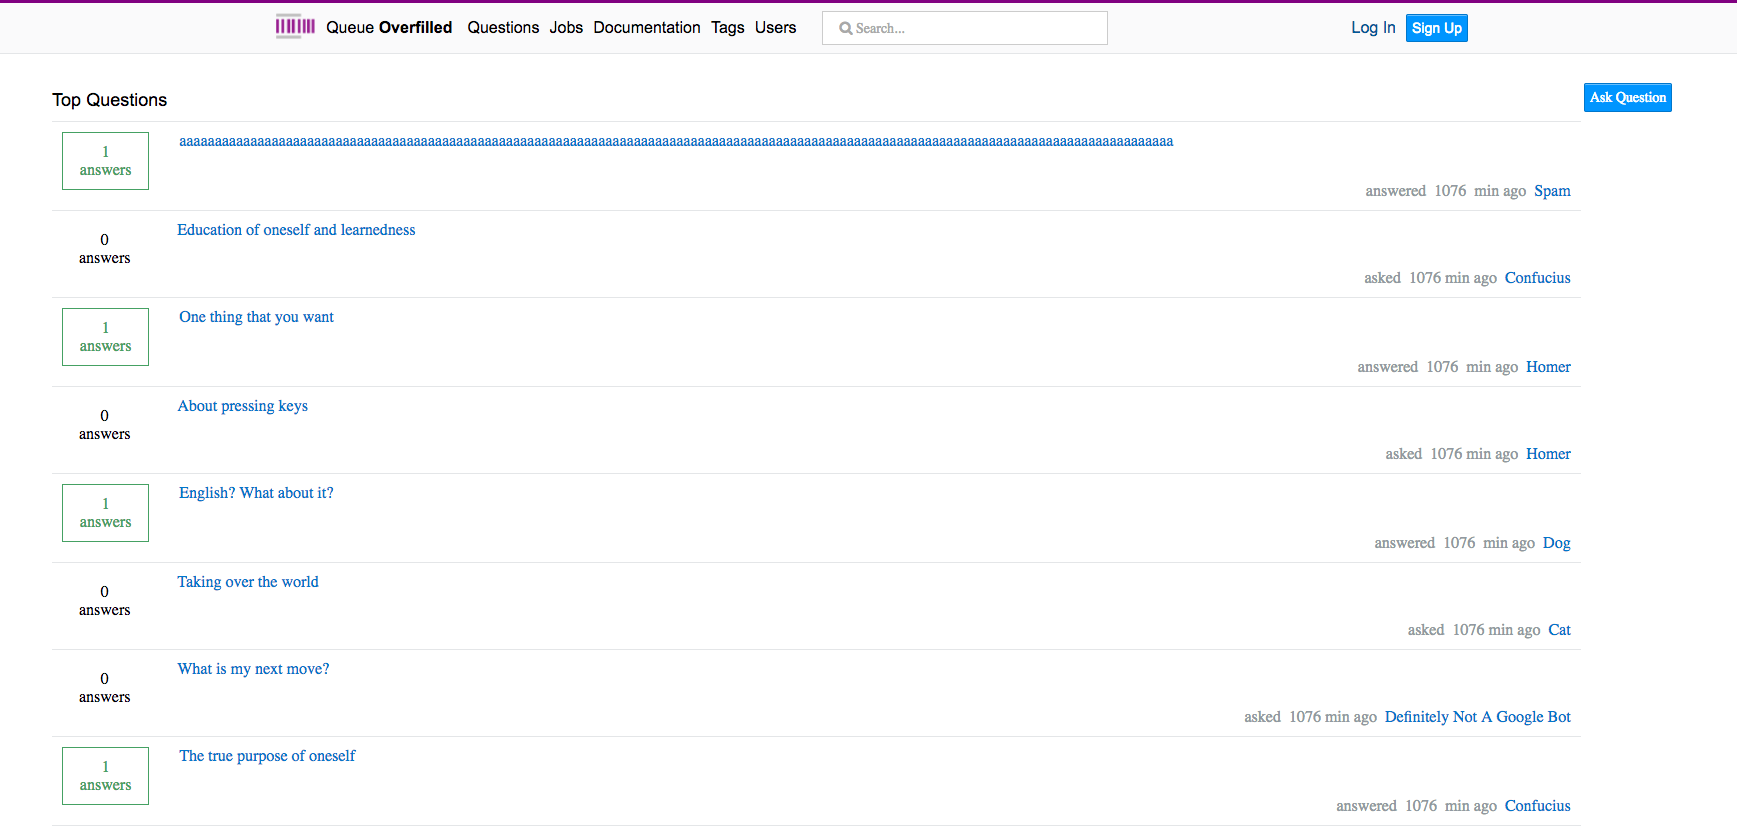 Queue Overfilled Questions Jobs Documentation Tags Users Search... Log In Sign Up
Top Questions Ask Question
1
answers
aaaaaaaaaaaaaaaaaaaaaaaaaaaaaaaaaaaaaaaaaaaaaaaaaaaaaaaaaaaaaaaaaaaaaaaaaaaaaaaaaaaaaaaaaaaaaaaaaaaaaaaaaaaaaaaaaaaaaaaaaaaaaaaaaaaaaaaaaaaa
answered 1076 min ago Spam
0
answers
Education of oneself and learnedness
asked 1076 min ago Confucius
1
answers
One thing that you want
answered 1076 min ago Homer
0
answers
About pressing keys
asked 1076 min ago Homer
1
answers
English? What about it?
answered 1076 min ago Dog
0
answers
Taking over the world
asked 1076 min ago Cat
0
answers
What is my next move?
asked 1076 min ago Definitely Not A Google Bot
1
answers
The true purpose of oneself
answered 1076 min ago Confucius